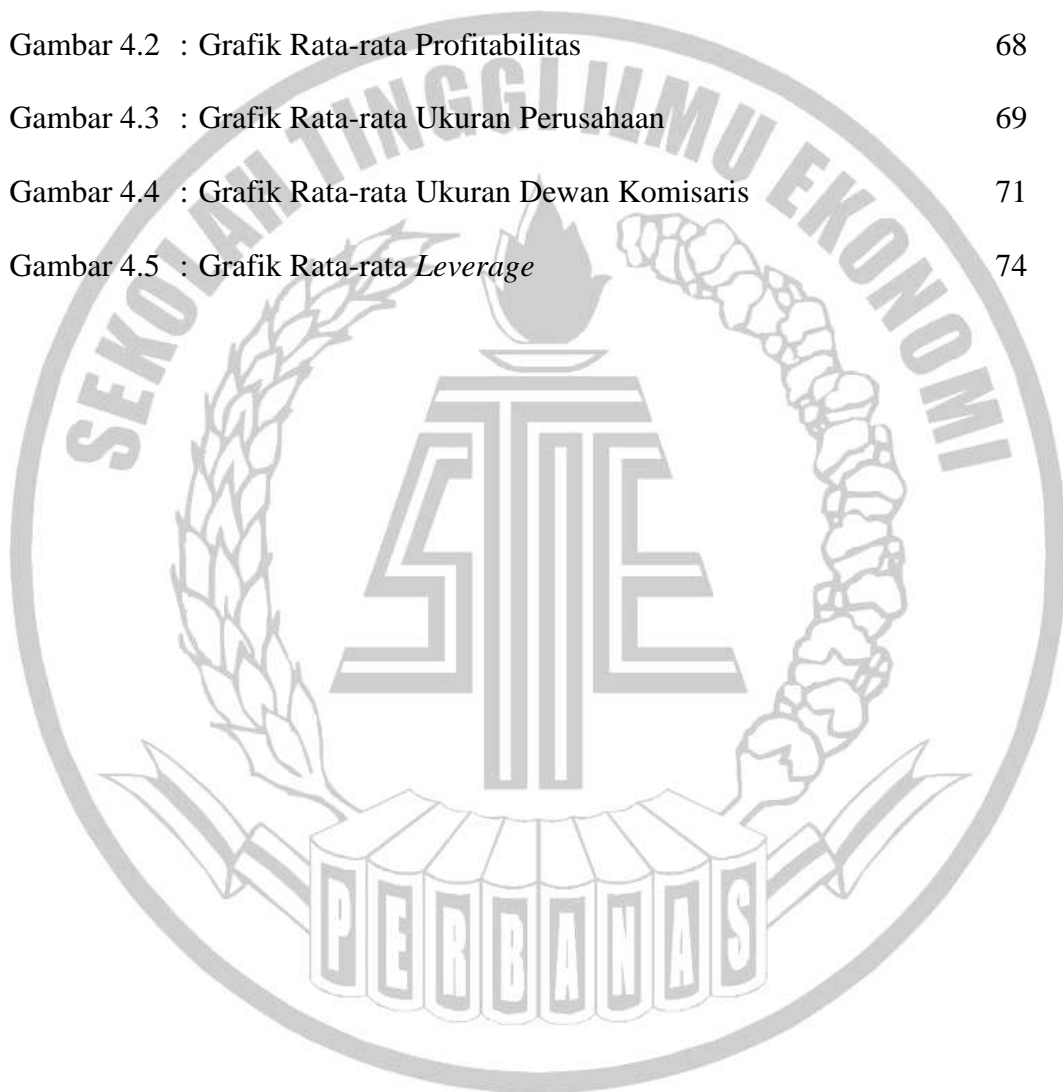 Gambar 4.2 : Grafik Rata-rata Profitabilitas 68
Gambar 4.3 : Grafik Rata-rata Ukuran Perusahaan 69
Gambar 4.4 : Grafik Rata-rata Ukuran Dewan Komisaris 71
Gambar 4.5 : Grafik Rata-rata Leverage 74
SEKOLAH TINGGI ILMU EKONOMI
STIE
PERBANAS